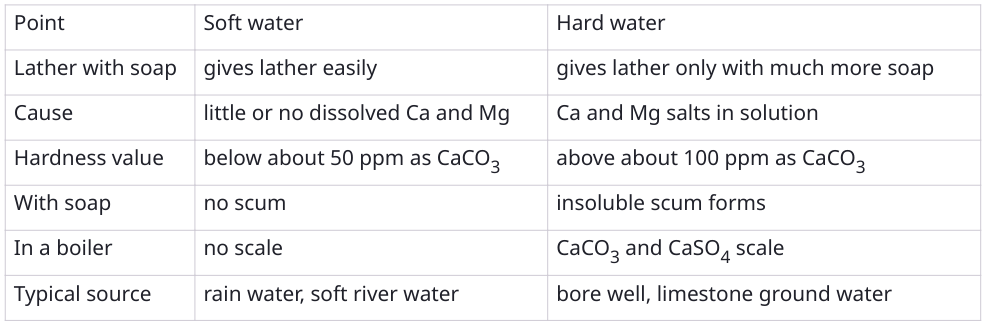 Point Soft water Hard water
Lather with soap gives lather easily gives lather only with much more soap
Cause little or no dissolved Ca and Mg Ca and Mg salts in solution
Hardness value below about 50 ppm as CaCO₃ above about 100 ppm as CaCO₃
With soap no scum insoluble scum forms
In a boiler no scale CaCO₃ and CaSO₄ scale
Typical source rain water, soft river water bore well, limestone ground water